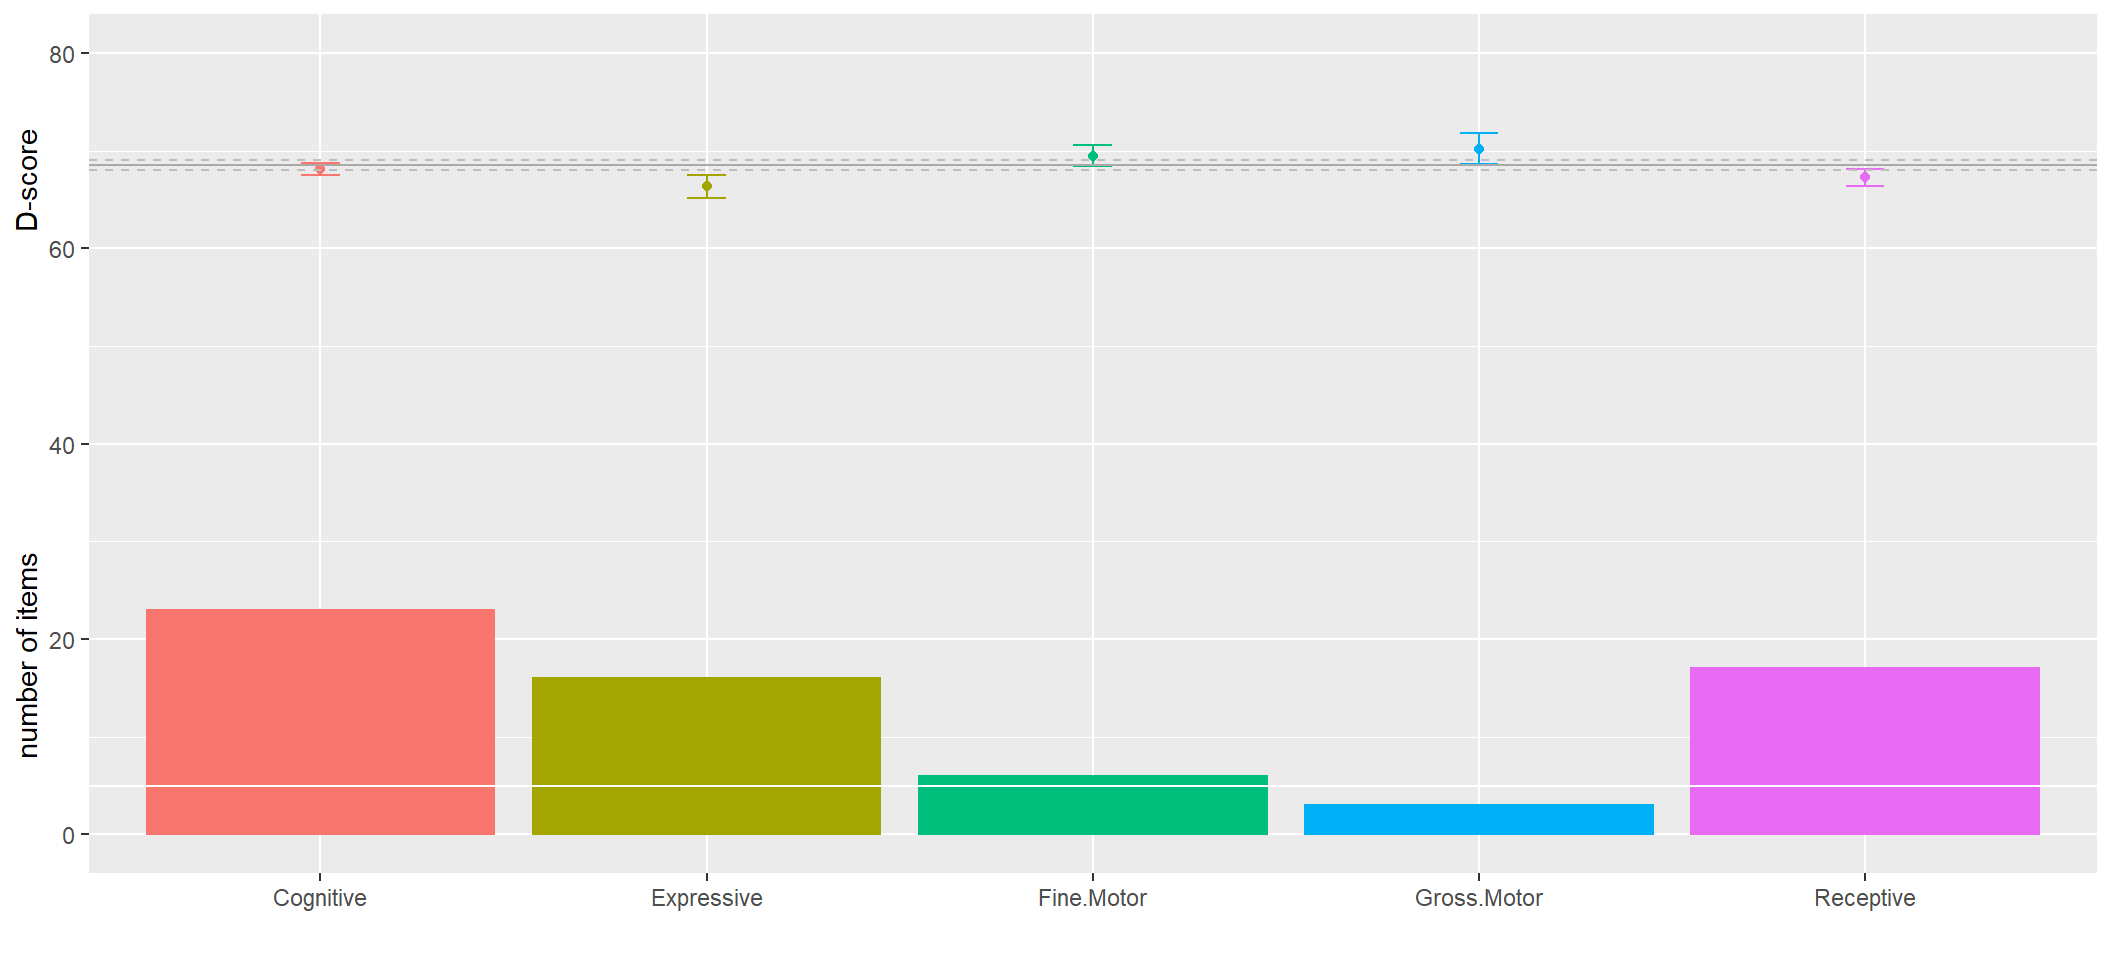 D-score
number of items
80
60
40
20
0
Cognitive
Expressive
Fine.Motor
Gross.Motor
Receptive